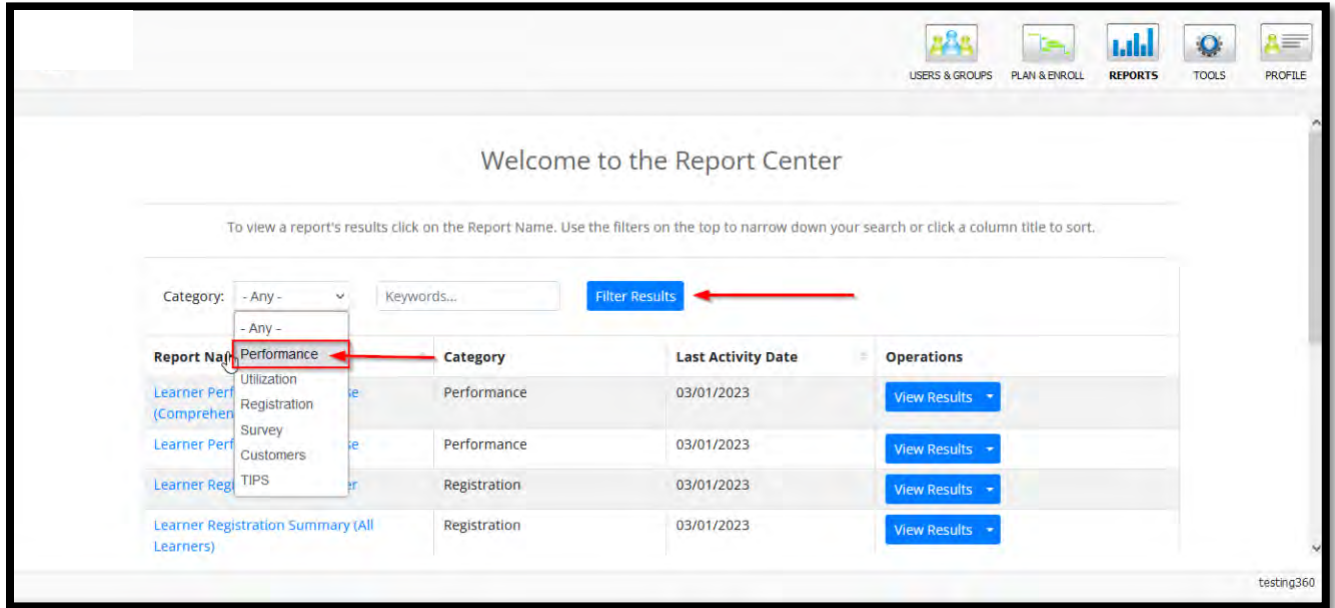 USERS & GROUPS PLAN & ENROLL REPORTS TOOLS PROFILE
Welcome to the Report Center
To view a report's results click on the Report Name. Use the filters on the top to narrow down your search or click a column title to sort.
Category: - Any - Keywords... Filter Results
- Any -
Performance
Utilization
Registration
Survey
Customers
TIPS
Report Na Category Last Activity Date Operations
Learner Perf se Performance 03/01/2023 View Results
(Comprehen
Learner Perf se Performance 03/01/2023 View Results
Learner Regi er Registration 03/01/2023 View Results
Learner Registration Summary (All Registration 03/01/2023 View Results
Learners)
testing360